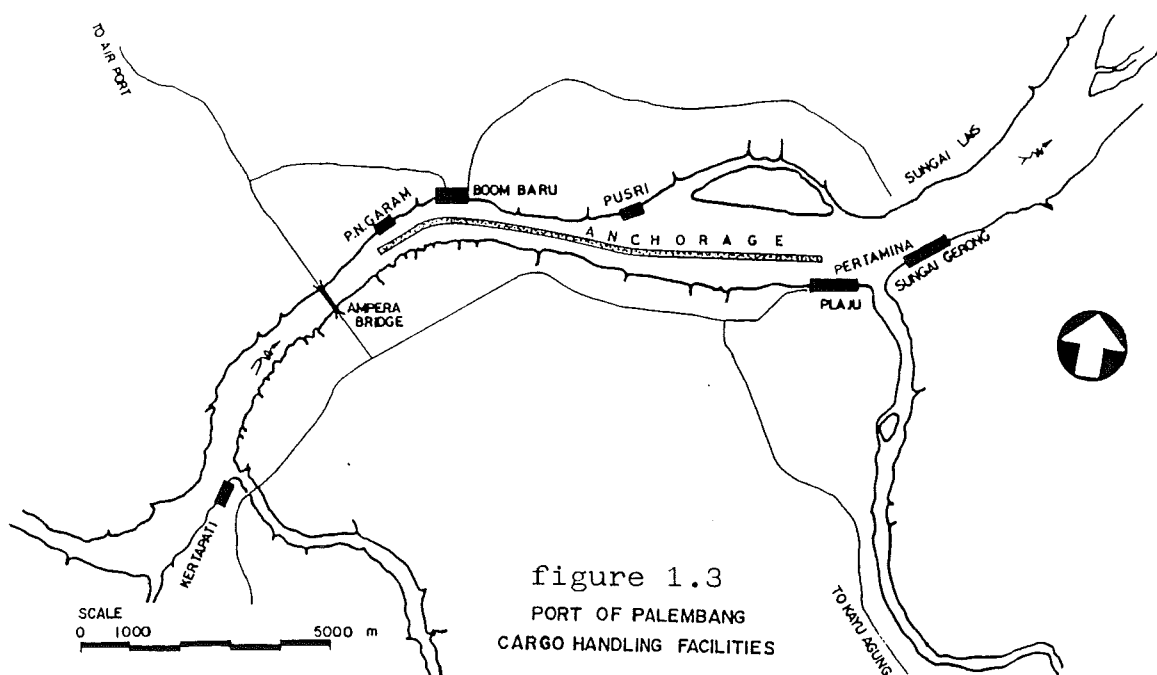 TO AIR PORT
BOOM BARU
P.N. GARAM
PUSRI
SUNGAI LAIS
ANCHORAGE
PERTAMINA
SUNGAI GERONG
PLAJU
AMPERA
BRIDGE
KERTAPATI
TO KAYU AGUNG
SCALE
0 1000 5000 m
figure 1.3
PORT OF PALEMBANG
CARGO HANDLING FACILITIES